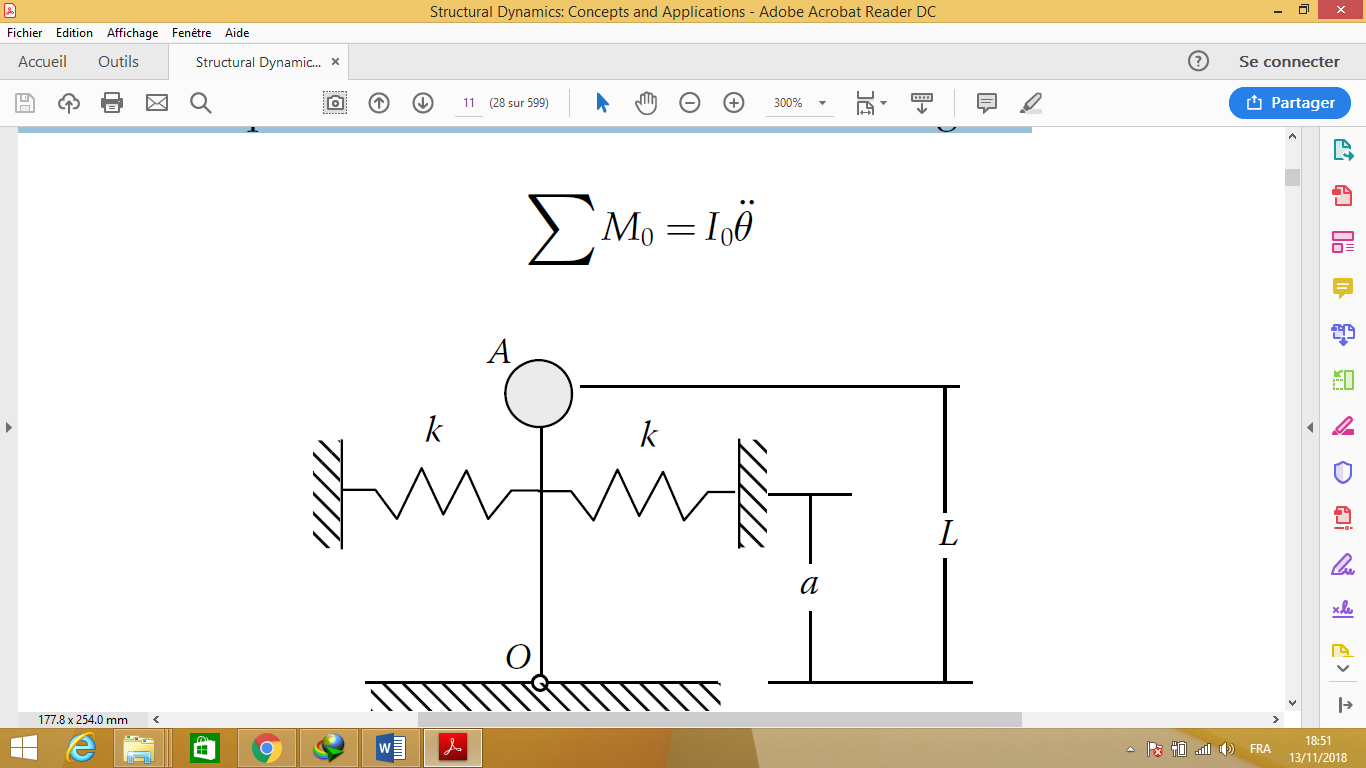 Structural Dynamics: Concepts and Applications - Adobe Acrobat Reader DC
Fichier Edition Affichage Fenêtre Aide
Accueil Outils Structural Dynamic... × ? Se connecter
11 (28 sur 599) 300% Partager
∑ M₀ = I₀θ̈
A
k k
L
a
O
177.8 x 254.0 mm
FRA 18:51
13/11/2018